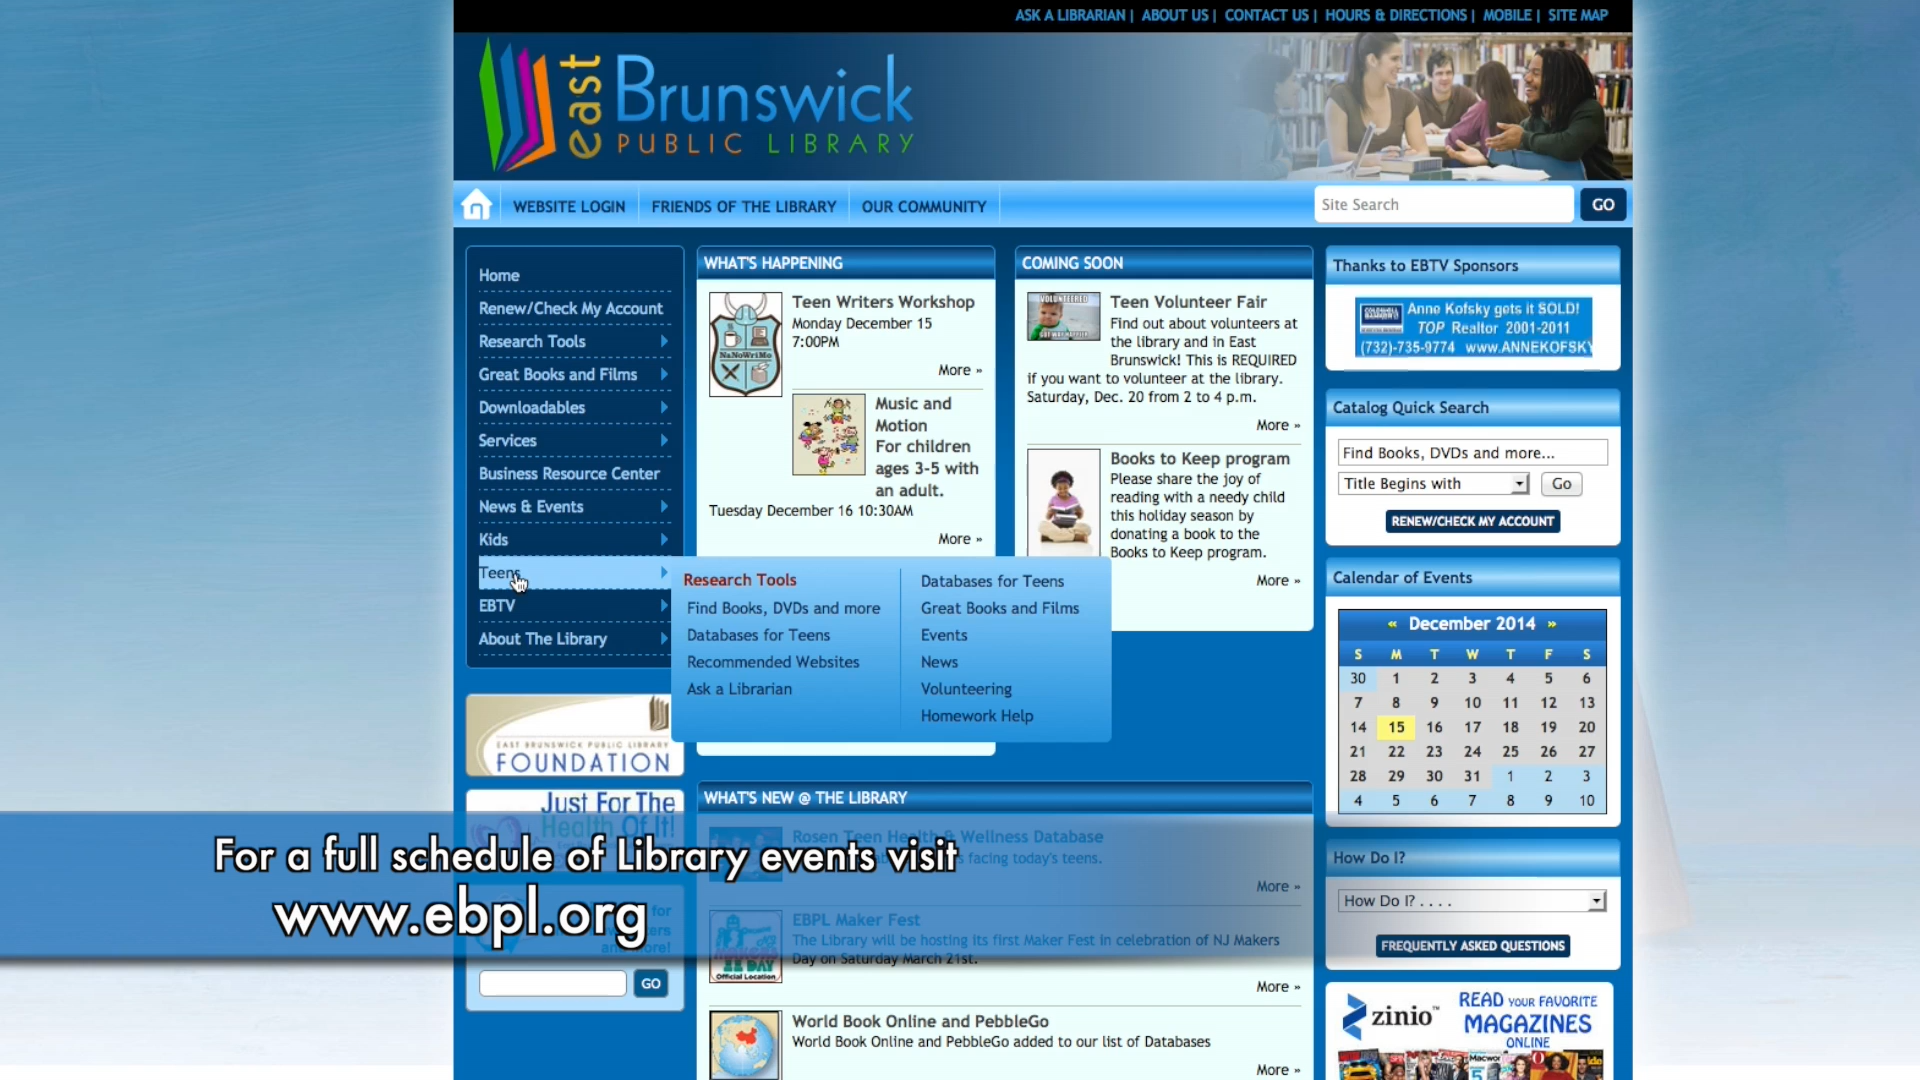 ASK A LIBRARIAN | ABOUT US | CONTACT US | HOURS & DIRECTIONS | MOBILE | SITE MAP
east Brunswick
PUBLIC LIBRARY
WEBSITE LOGIN FRIENDS OF THE LIBRARY OUR COMMUNITY
Site Search GO
Home
Renew/Check My Account
Research Tools
Great Books and Films
Downloadables
Services
Business Resource Center
News & Events
Kids
Teens
EBTV
About The Library
WHAT'S HAPPENING
NaNoWriMo
Teen Writers Workshop
Monday December 15
7:00PM
More »
Music and
Motion
For children
ages 3-5 with
an adult.
Tuesday December 16 10:30AM
More »
COMING SOON
VOLUNTEERED
Teen Volunteer Fair
Find out about volunteers at
the library and in East
Brunswick! This is REQUIRED
if you want to volunteer at the library.
Saturday, Dec. 20 from 2 to 4 p.m.
More »
Books to Keep program
Please share the joy of
reading with a needy child
this holiday season by
donating a book to the
Books to Keep program.
More »
Research Tools
Find Books, DVDs and more
Databases for Teens
Recommended Websites
Ask a Librarian
Databases for Teens
Great Books and Films
Events
News
Volunteering
Homework Help
Thanks to EBTV Sponsors
COLDWELL BANKER
Anne Kofsky gets it SOLD!
TOP Realtor 2001-2011
(732)-735-9774 www.ANNEKOFSKY
Catalog Quick Search
Find Books, DVDs and more...
Title Begins with Go
RENEW/CHECK MY ACCOUNT
Calendar of Events
« December 2014 »
S M T W T F S
30 1 2 3 4 5 6
7 8 9 10 11 12 13
14 15 16 17 18 19 20
21 22 23 24 25 26 27
28 29 30 31 1 2 3
4 5 6 7 8 9 10
How Do I?
How Do I? . . . .
FREQUENTLY ASKED QUESTIONS
zinio™
READ YOUR FAVORITE
MAGAZINES
ONLINE
EAST BRUNSWICK PUBLIC LIBRARY
FOUNDATION
Just For The
Health Of It!
GO
WHAT'S NEW @ THE LIBRARY
Rosen Teen Health & Wellness Database
facing today's teens.
More »
EBPL Maker Fest
The Library will be hosting its first Maker Fest in celebration of NJ Makers
Day on Saturday March 21st.
Official Location
More »
World Book Online and PebbleGo
World Book Online and PebbleGo added to our list of Databases
More »
For a full schedule of Library events visit
www.ebpl.org